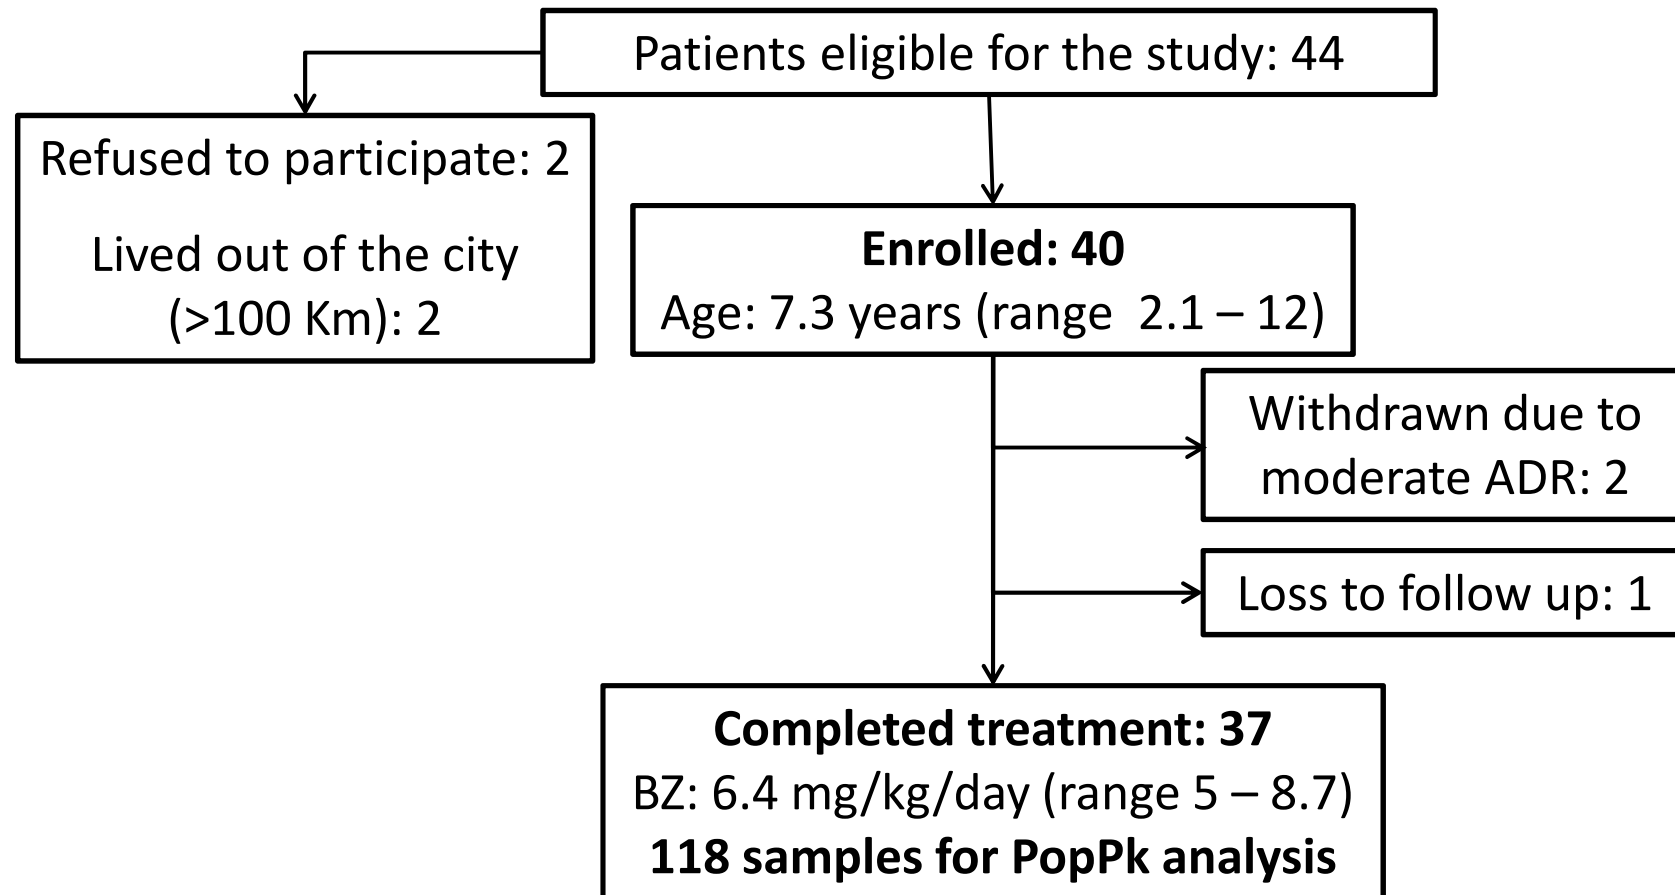 Patients eligible for the study: 44
Refused to participate: 2
Lived out of the city
(>100 Km): 2
Enrolled: 40
Age: 7.3 years (range  2.1 – 12)
Withdrawn due to
moderate ADR: 2
Loss to follow up: 1
Completed treatment: 37
BZ: 6.4 mg/kg/day (range 5 – 8.7)
118 samples for PopPk analysis